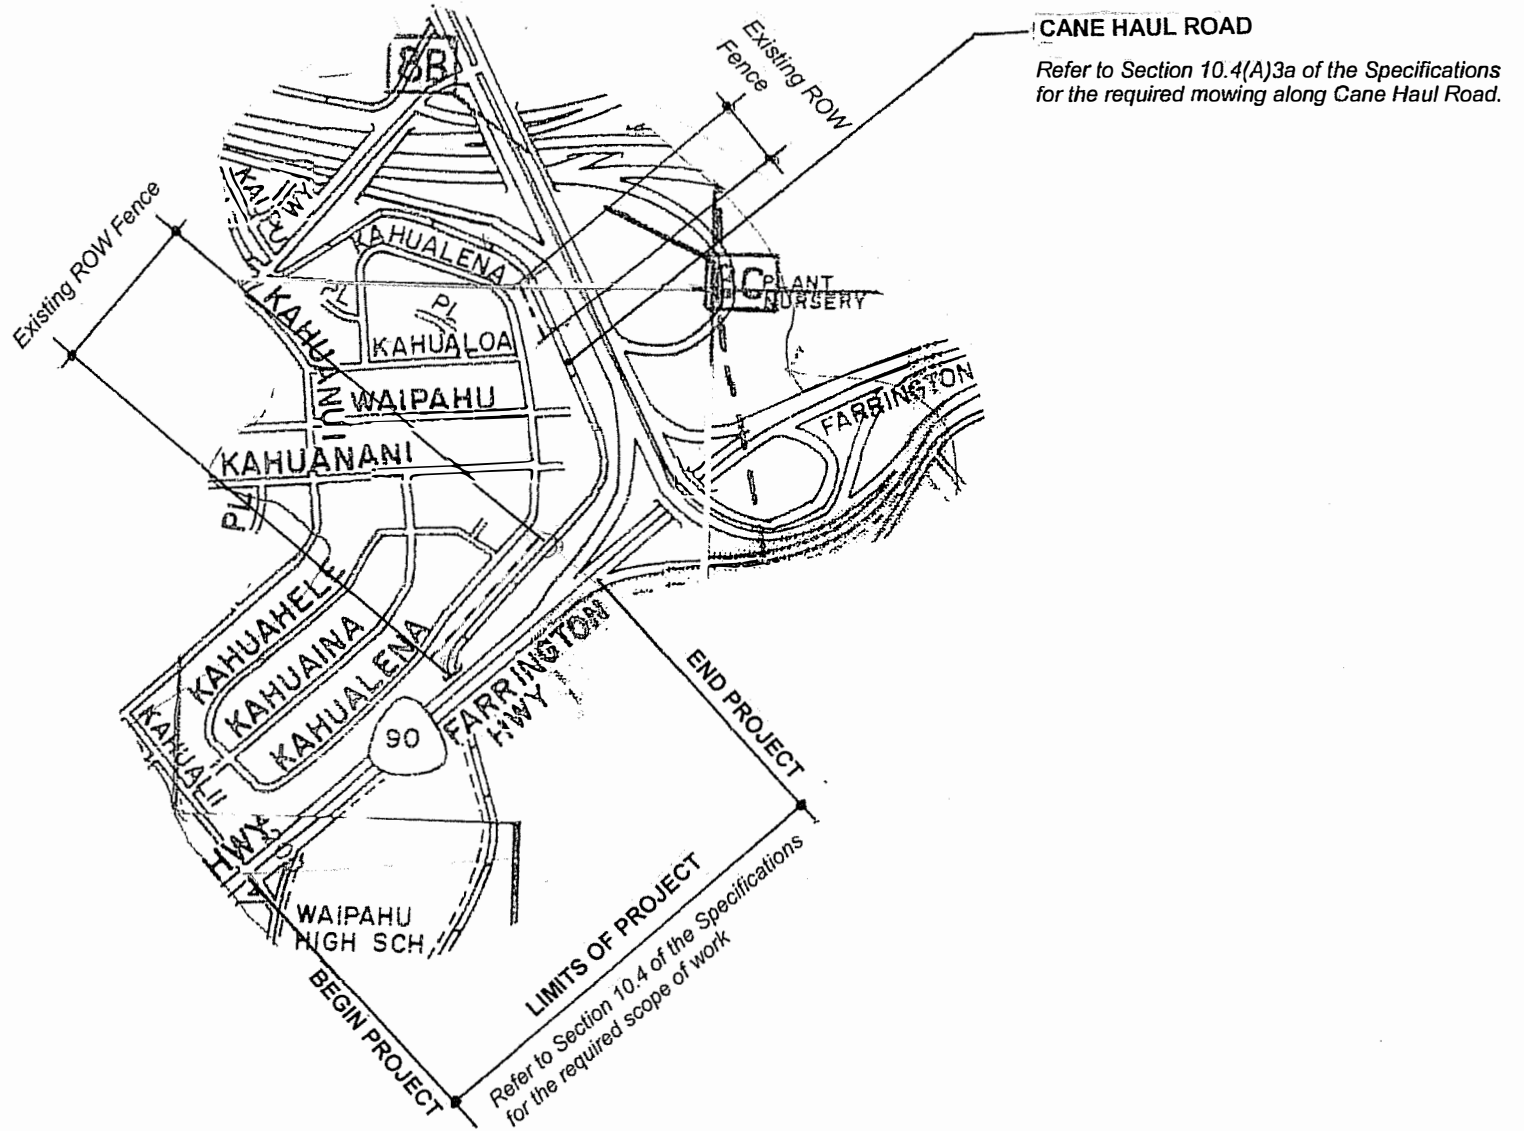 CANE HAUL ROAD
Refer to Section 10.4(A)3a of the Specifications
for the required mowing along Cane Haul Road.
Existing ROW
Fence
8B
Existing ROW Fence
KAHUALENA
PL
PL
KAHUANUI
KAHUALOA
WAIPAHU
KAHUANANI
PL
8C
PLANT
NURSERY
FARRINGTON
KAHUAHELE
KAHUAINA
KAHUALENA
KAHUALII
90
FARRINGTON
HWY
HWY
WAIPAHU
HIGH SCH
END PROJECT
BEGIN PROJECT
LIMITS OF PROJECT
Refer to Section 10.4 of the Specifications
for the required scope of work